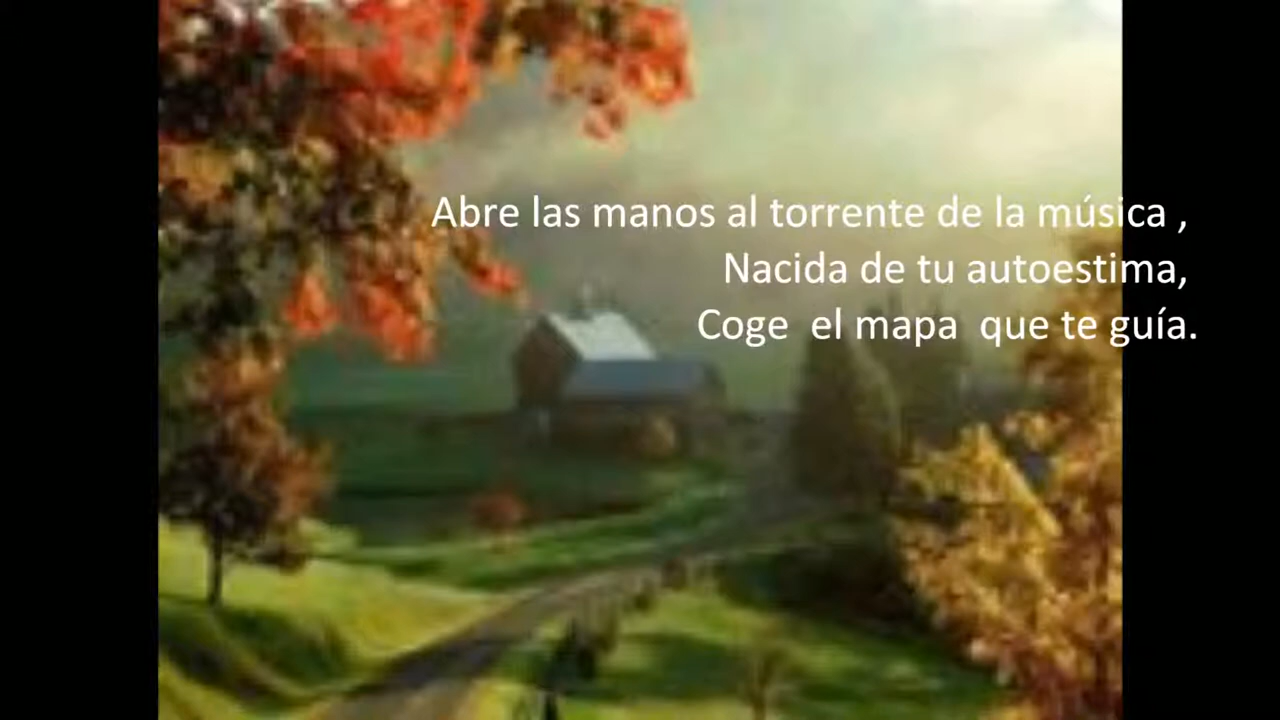 Abre las manos al torrente de la música ,
Nacida de tu autoestima,
Coge  el mapa  que te guía.